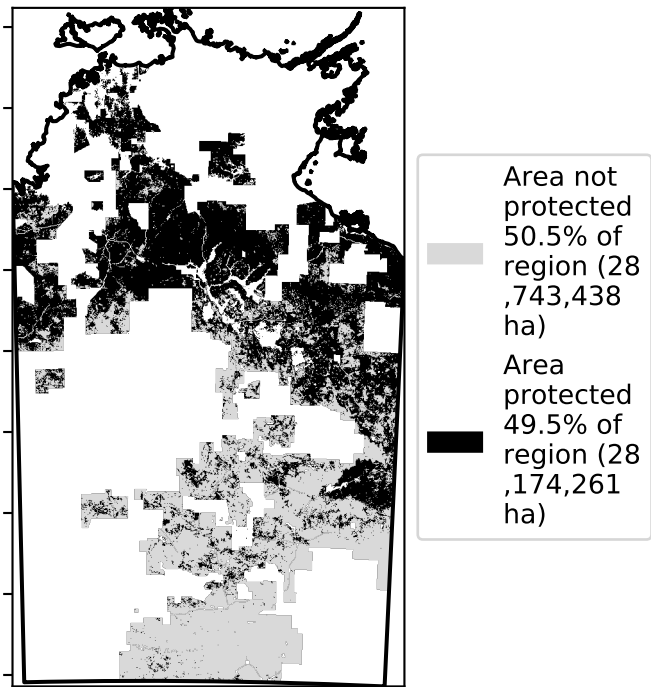 Area not
protected
50.5% of
region (28
,743,438
ha)
Area
protected
49.5% of
region (28
,174,261
ha)